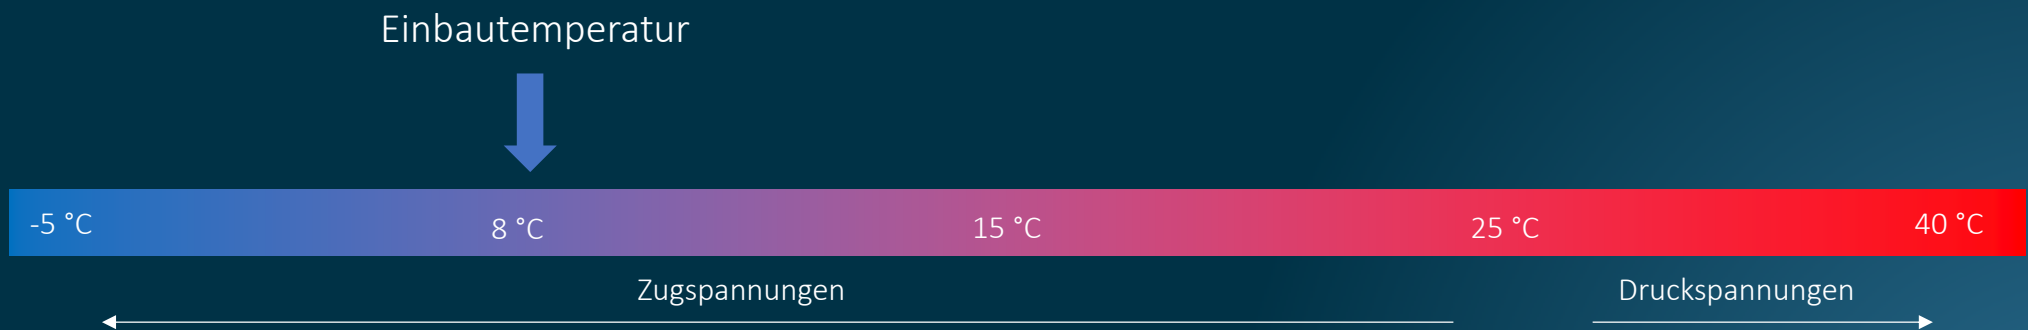 Einbautemperatur
-5 °C
8 °C
15 °C
25 °C
40 °C
Zugspannungen
Druckspannungen